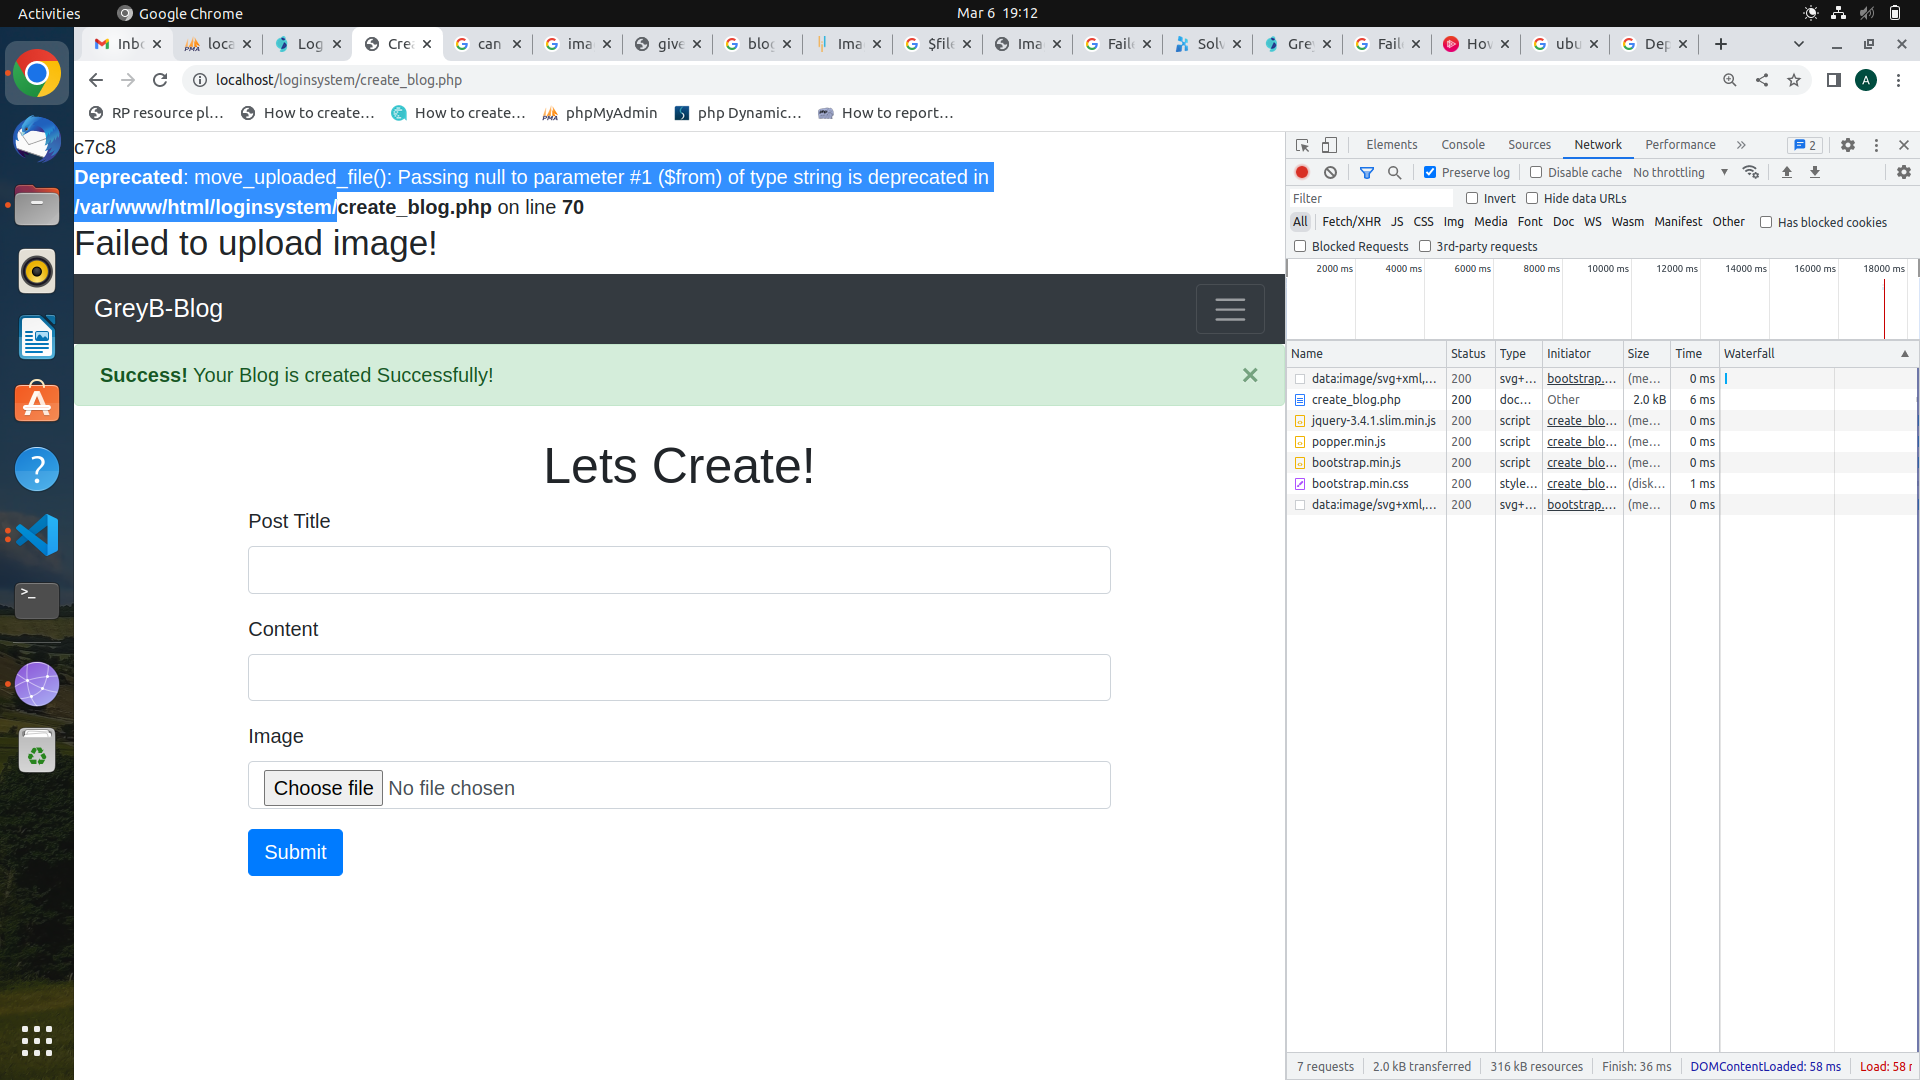 Activities
Google Chrome
Mar 6 19:12
Inbo
loca
Log
Crea
can
ima
give
blog
Ima
$file
Ima
Faile
Solv
Grey
Faile
How
ubu
Dep
localhost/loginsystem/create_blog.php
A
RP resource pl…
How to create…
How to create…
phpMyAdmin
php Dynamic…
How to report…
c7c8
Deprecated: move_uploaded_file(): Passing null to parameter #1 ($from) of type string is deprecated in
/var/www/html/loginsystem/create_blog.php on line 70
Failed to upload image!
GreyB-Blog
Success! Your Blog is created Successfully!
Lets Create!
Post Title
Content
Image
Choose file No file chosen
Submit
Elements Console Sources Network Performance » 2
Preserve log Disable cache No throttling
Filter Invert Hide data URLs
All Fetch/XHR JS CSS Img Media Font Doc WS Wasm Manifest Other Has blocked cookies
Blocked Requests 3rd-party requests
2000 ms 4000 ms 6000 ms 8000 ms 10000 ms 12000 ms 14000 ms 16000 ms 18000 ms
Name Status Type Initiator Size Time Waterfall
data:image/svg+xml,… 200 svg+… bootstrap.… (me… 0 ms
create_blog.php 200 doc… Other 2.0 kB 6 ms
jquery-3.4.1.slim.min.js 200 script create_blo… (me… 0 ms
popper.min.js 200 script create_blo… (me… 0 ms
bootstrap.min.js 200 script create_blo… (me… 0 ms
bootstrap.min.css 200 style… create_blo… (disk… 1 ms
data:image/svg+xml,… 200 svg+… bootstrap.… (me… 0 ms
7 requests 2.0 kB transferred 316 kB resources Finish: 36 ms DOMContentLoaded: 58 ms Load: 58 r